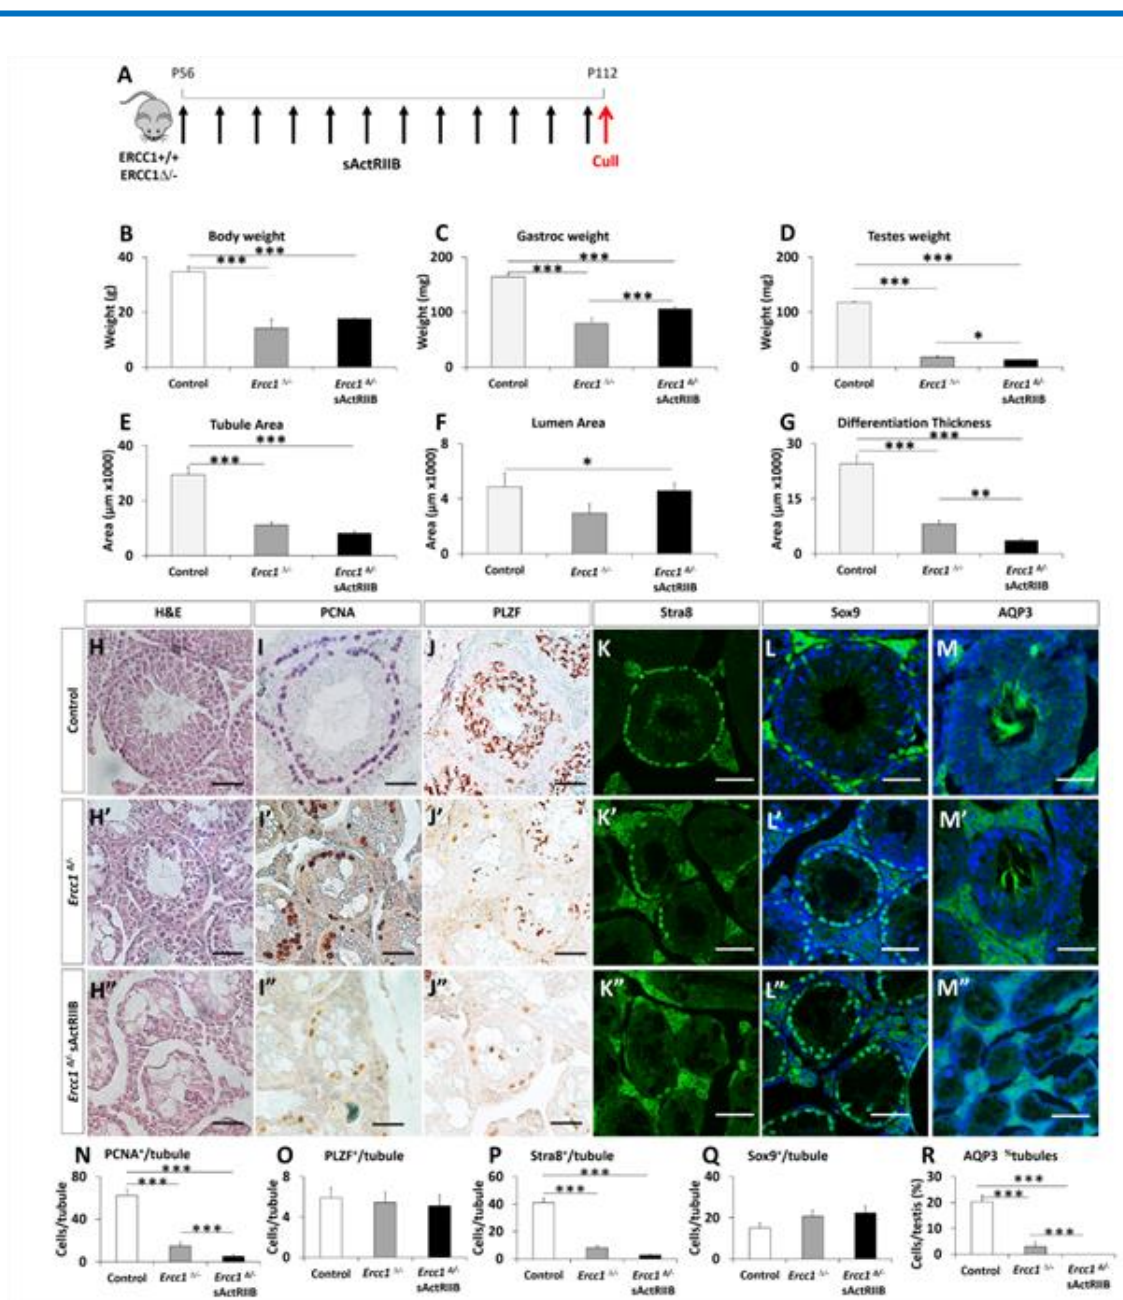 A
P56 P112
ERCC1+/+
ERCC1Δ/-
sActRIIB
Cull
B Body weight
***
***
Weight (g)
40
20
0
Control Ercc1 Δ/- Ercc1 Δ/- sActRIIB
C Gastroc weight
***
***
***
Weight (mg)
200
100
0
Control Ercc1 Δ/- Ercc1 Δ/- sActRIIB
D Testes weight
***
***
*
Weight (mg)
200
100
0
Control Ercc1 Δ/- Ercc1 Δ/- sActRIIB
E Tubule Area
***
***
Area (µm x1000)
40
20
0
Control Ercc1 Δ/- Ercc1 Δ/- sActRIIB
F Lumen Area
*
Area (µm x1000)
8
4
0
Control Ercc1 Δ/- Ercc1 Δ/- sActRIIB
G Differentiation Thickness
***
***
**
Area (µm x1000)
30
15
0
Control Ercc1 Δ/- Ercc1 Δ/- sActRIIB
H&E PCNA PLZF Stra8 Sox9 AQP3
Control
H I J K L M
Ercc1 Δ/-
H' I' J' K' L' M'
Ercc1 Δ/- sActRIIB
H" I" J" K" L" M"
N PCNA+/tubule
***
***
***
Cells/tubule
80
40
0
Control Ercc1 Δ/- Ercc1 Δ/- sActRIIB
O PLZF+/tubule
Cells/tubule
8
4
0
Control Ercc1 Δ/- Ercc1 Δ/- sActRIIB
P Stra8+/tubule
***
***
Cells/tubule
60
40
20
0
Control Ercc1 Δ/- Ercc1 Δ/- sActRIIB
Q Sox9+/tubule
Cells/tubule
40
20
0
Control Ercc1 Δ/- Ercc1 Δ/- sActRIIB
R AQP3 %tubules
***
***
***
Cells/testis (%)
30
20
10
0
Control Ercc1 Δ/- Ercc1 Δ/- sActRIIB